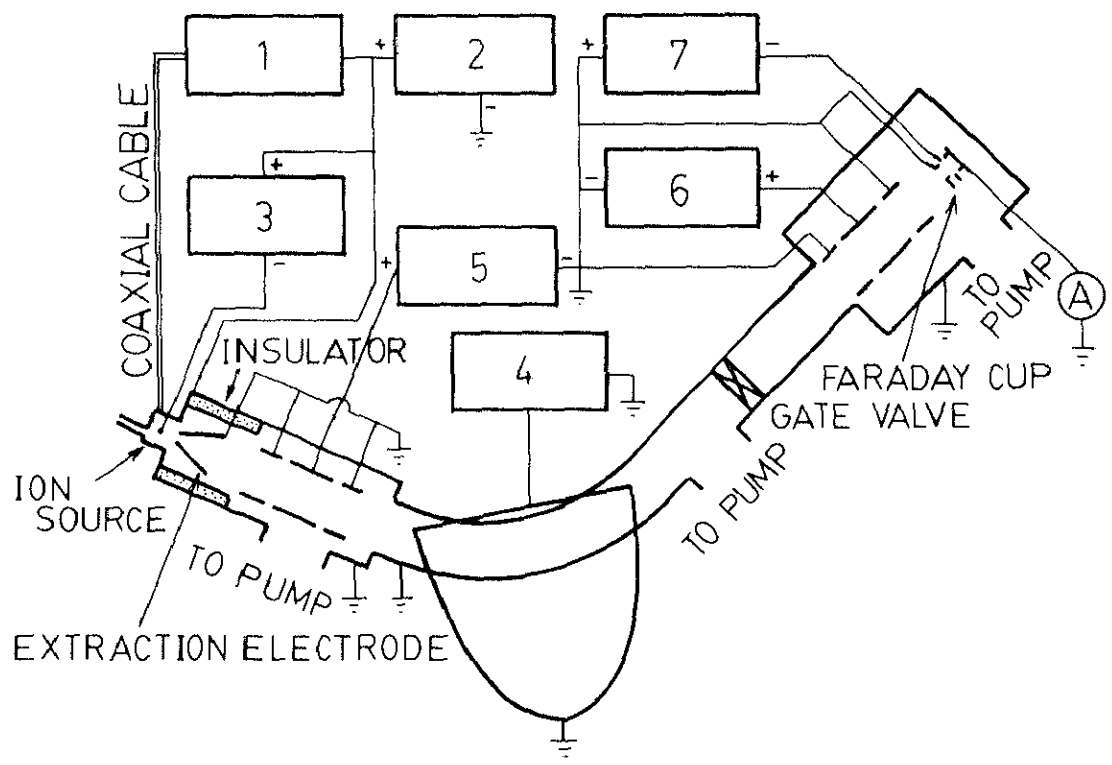 1
+
2
-
+
7
-
COAXIAL CABLE
+
3
-
-
6
+
+
5
-
INSULATOR
4
A
TO
PUMP
FARADAY CUP
GATE VALVE
ION
SOURCE
TO PUMP
TO PUMP
EXTRACTION ELECTRODE